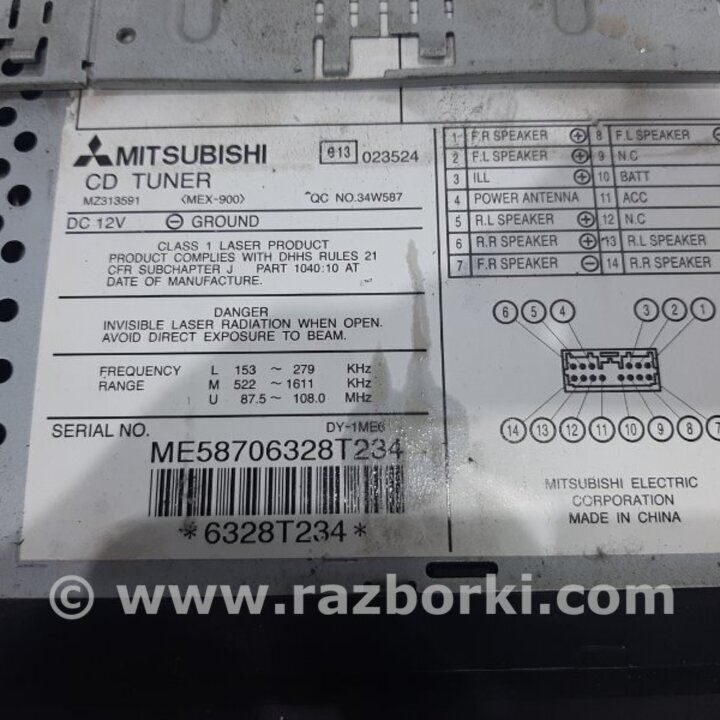 MITSUBISHI e13 023524
CD TUNER
MZ313591 <MEX-900> QC NO.34W587
DC 12V ⊖ GROUND
CLASS 1 LASER PRODUCT
PRODUCT COMPLIES WITH DHHS RULES 21
CFR SUBCHAPTER J PART 1040:10 AT
DATE OF MANUFACTURE.
DANGER
INVISIBLE LASER RADIATION WHEN OPEN.
AVOID DIRECT EXPOSURE TO BEAM.
FREQUENCY L 153 ~ 279 KHz
RANGE M 522 ~ 1611 KHz
U 87.5 ~ 108.0 MHz
SERIAL NO. DY-1ME6
ME58706328T234
*6328T234*
1 F.R SPEAKER ⊕ 8 F.L SPEAKER
2 F.L SPEAKER ⊕ 9 N.C
3 ILL 10 BATT
4 POWER ANTENNA 11 ACC
5 R.L SPEAKER ⊕ 12 N.C
6 R.R SPEAKER ⊕ 13 R.L SPEAKER
7 F.R SPEAKER ⊖ 14 R.R SPEAKER
6 5 4 3 2 1
14 13 12 11 10 9 8 7
MITSUBISHI ELECTRIC
CORPORATION
MADE IN CHINA
© www.razborki.com